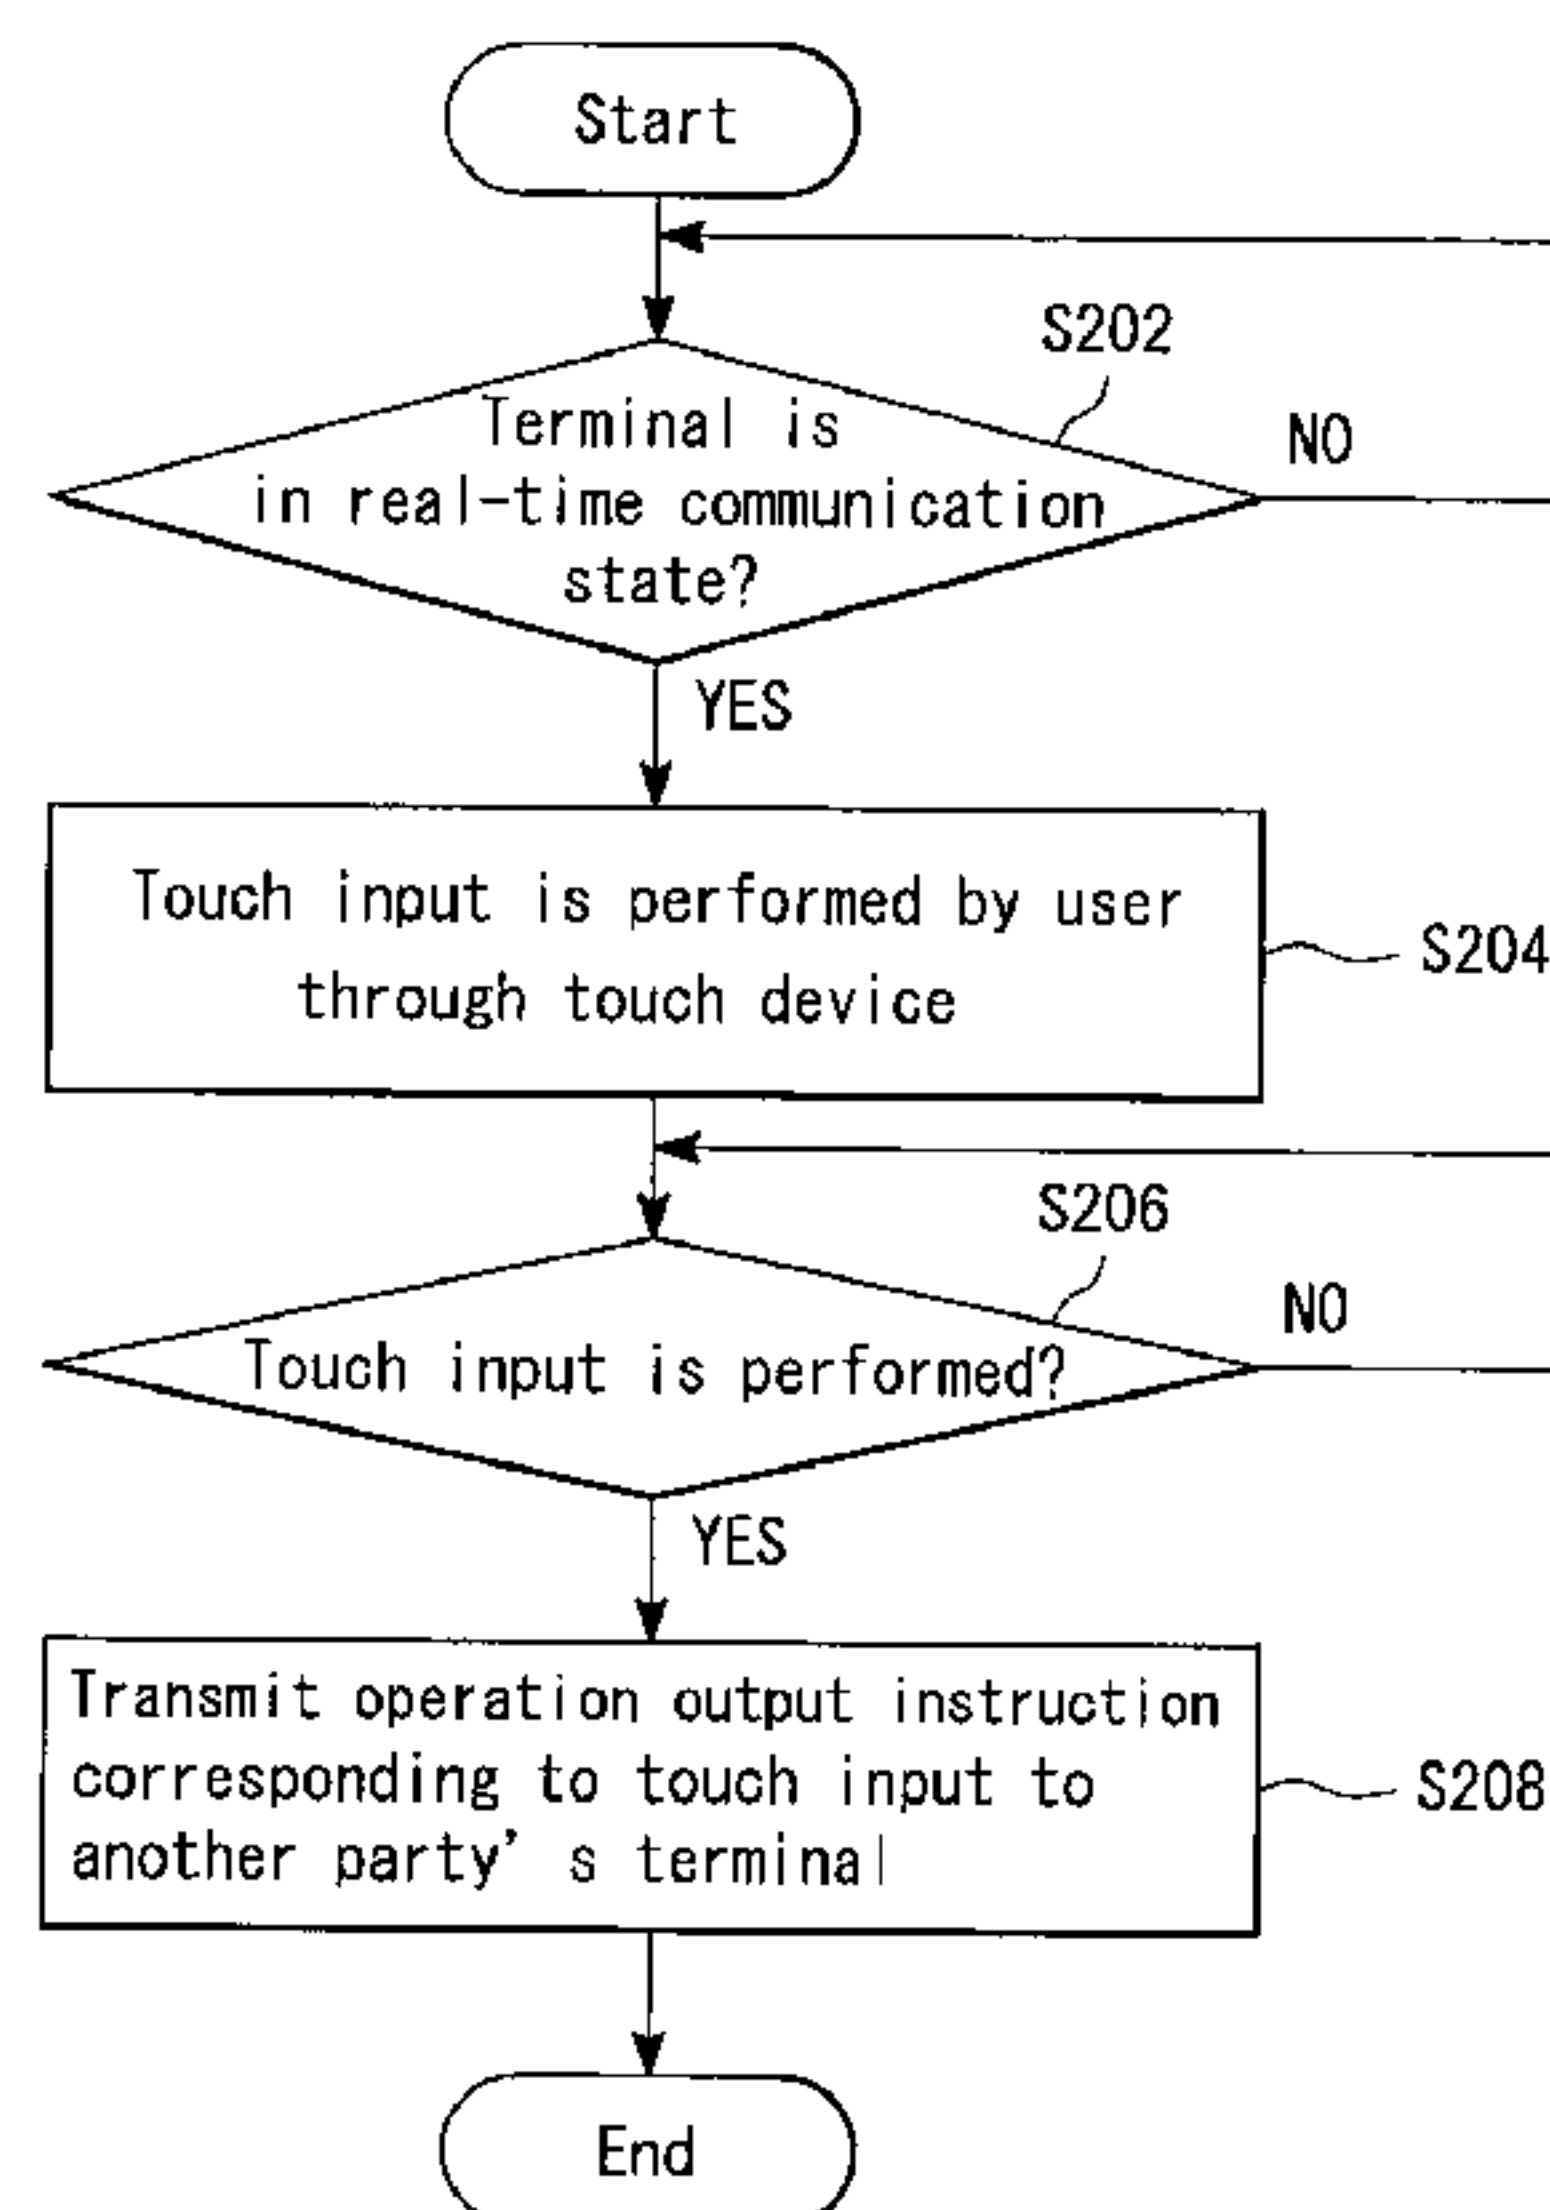 Start
S202
Terminal is
in real-time communication
state?
NO
YES
Touch input is performed by user
through touch device
S204
S206
Touch input is performed?
NO
YES
Transmit operation output instruction
corresponding to touch input to
another party's terminal
S208
End